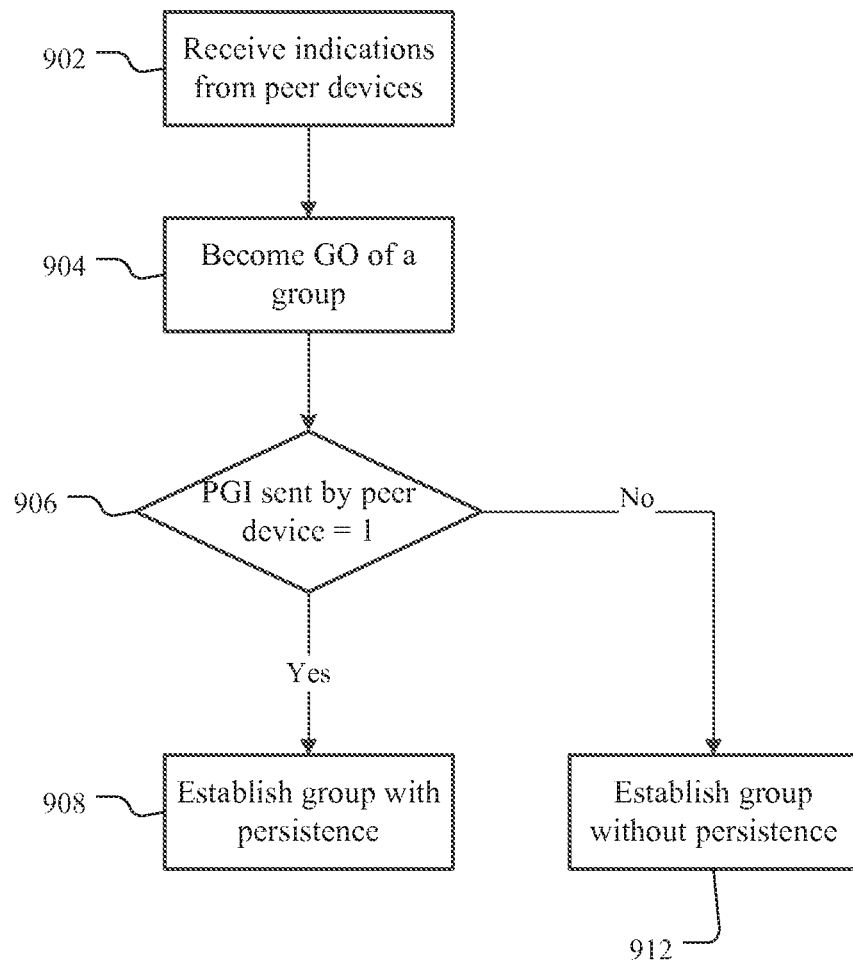 902
Receive indications
from peer devices
904
Become GO of a
group
906
PGI sent by peer
device = 1
No
Yes
908
Establish group with
persistence
Establish group
without persistence
912